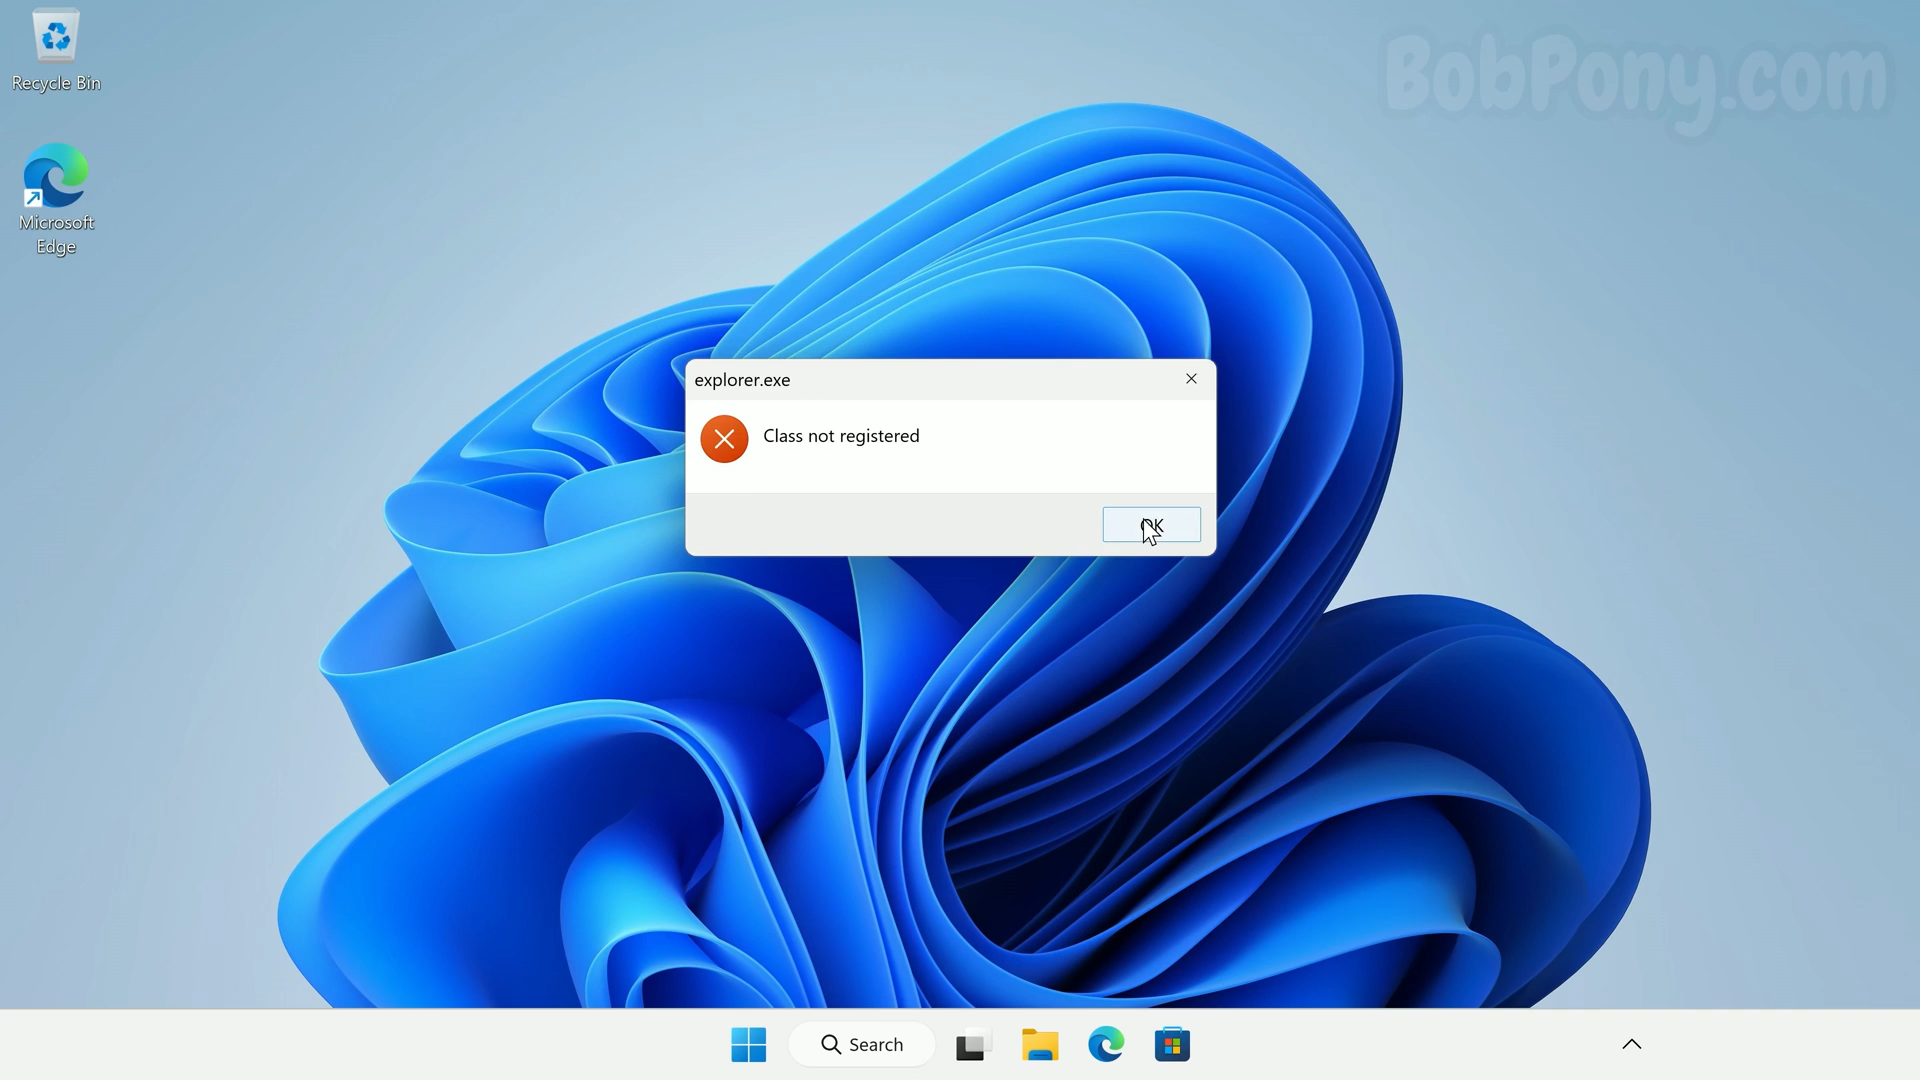 BobPony.com
Recycle Bin
Microsoft
Edge
explorer.exe
Class not registered
OK
Search